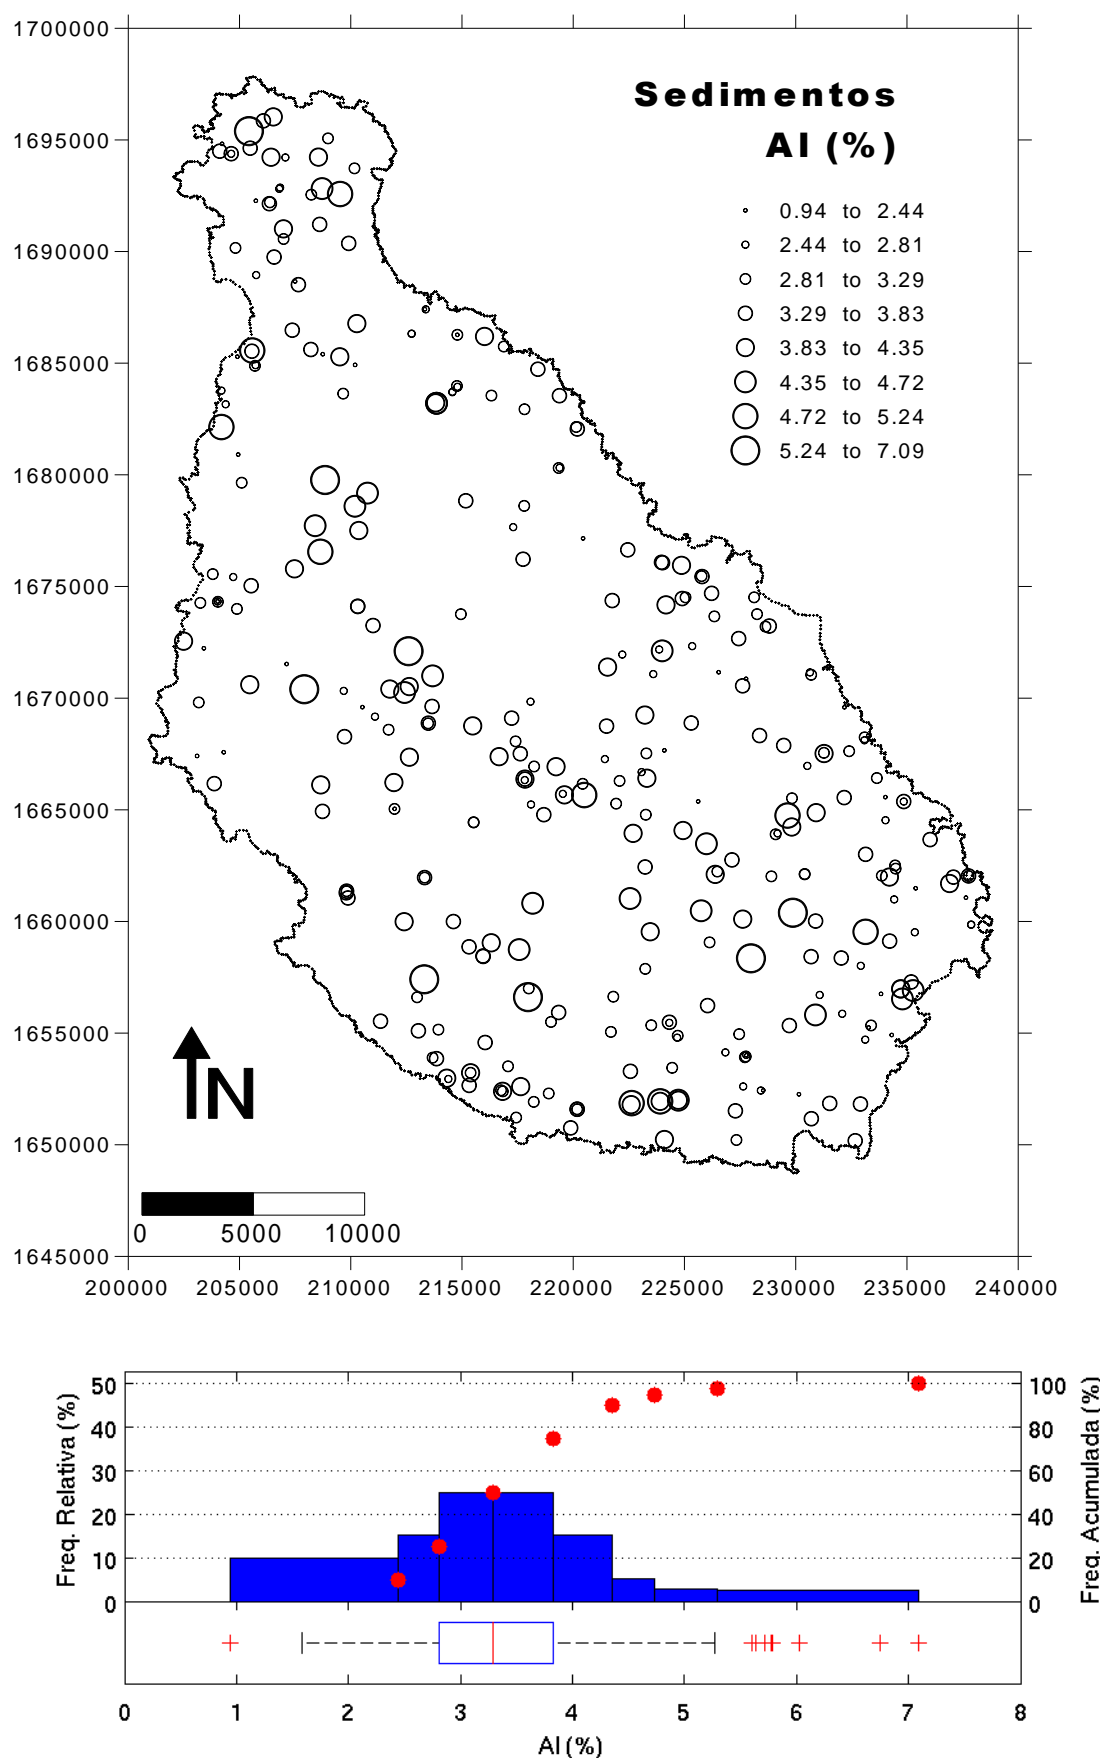 1700000
Sedimentos
1695000
Al (%)
0.94 to 2.44
1690000
2.44 to 2.81
2.81 to 3.29
3.29 to 3.83
1685000
3.83 to 4.35
4.35 to 4.72
4.72 to 5.24
1680000
5.24 to 7.09
1675000
1670000
1665000
1660000
1655000
N
1650000
0 5000 10000
1645000
200000 205000 210000 215000 220000 225000 230000 235000 240000
Freq. Relativa (%)
50
40
30
20
10
0
100
80
60
40
20
0
Freq. Acumulada (%)
0 1 2 3 4 5 6 7 8
Al (%)